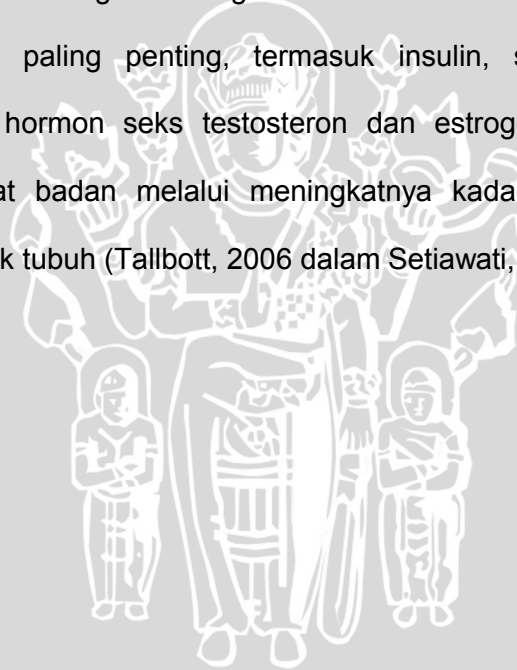 paling penting, termasuk insulin, s
hormon seks testosteron dan estrog
at badan melalui meningkatnya kada
k tubuh (Tallbott, 2006 dalam Setiawati,